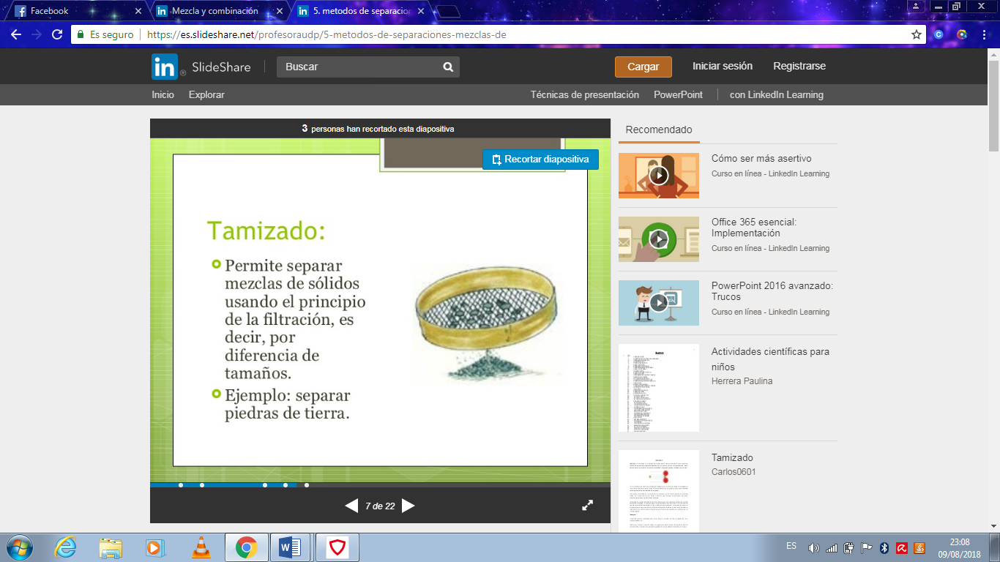 Facebook
Mezcla y combinación
5. metodos de separacion
Es seguro
https://es.slideshare.net/profesoraudp/5-metodos-de-separaciones-mezclas-de
in ® SlideShare
Buscar
Cargar
Iniciar sesión
Registrarse
Inicio
Explorar
Técnicas de presentación
PowerPoint
con LinkedIn Learning
3 personas han recortado esta diapositiva
Recortar diapositiva
Tamizado:
Permite separar
mezclas de sólidos
usando el principio
de la filtración, es
decir, por
diferencia de
tamaños.
Ejemplo: separar
piedras de tierra.
7 de 22
Recomendado
Cómo ser más asertivo
Curso en línea - LinkedIn Learning
Office 365 esencial:
Implementación
Curso en línea - LinkedIn Learning
PowerPoint 2016 avanzado:
Trucos
Curso en línea - LinkedIn Learning
Actividades científicas para
niños
Herrera Paulina
Tamizado
Carlos0601
ES
23:08
09/08/2018